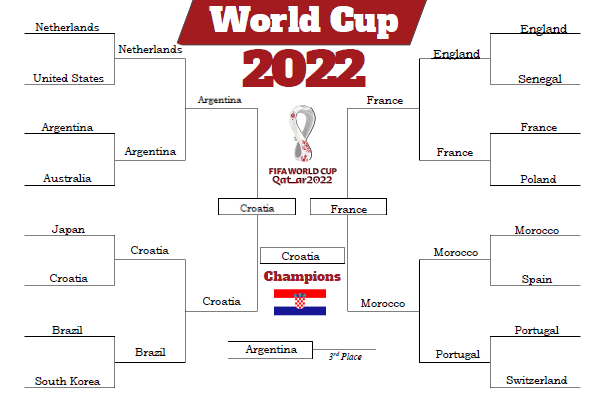 World Cup
2022
Netherlands
United States
Argentina
Australia
Japan
Croatia
Brazil
South Korea
Netherlands
Argentina
Croatia
Brazil
Argentina
Croatia
FIFA WORLD CUP
Qatar2022
Croatia
France
Croatia
Champions
Argentina
3rd Place
France
Morocco
England
France
Morocco
Portugal
England
Senegal
France
Poland
Morocco
Spain
Portugal
Switzerland